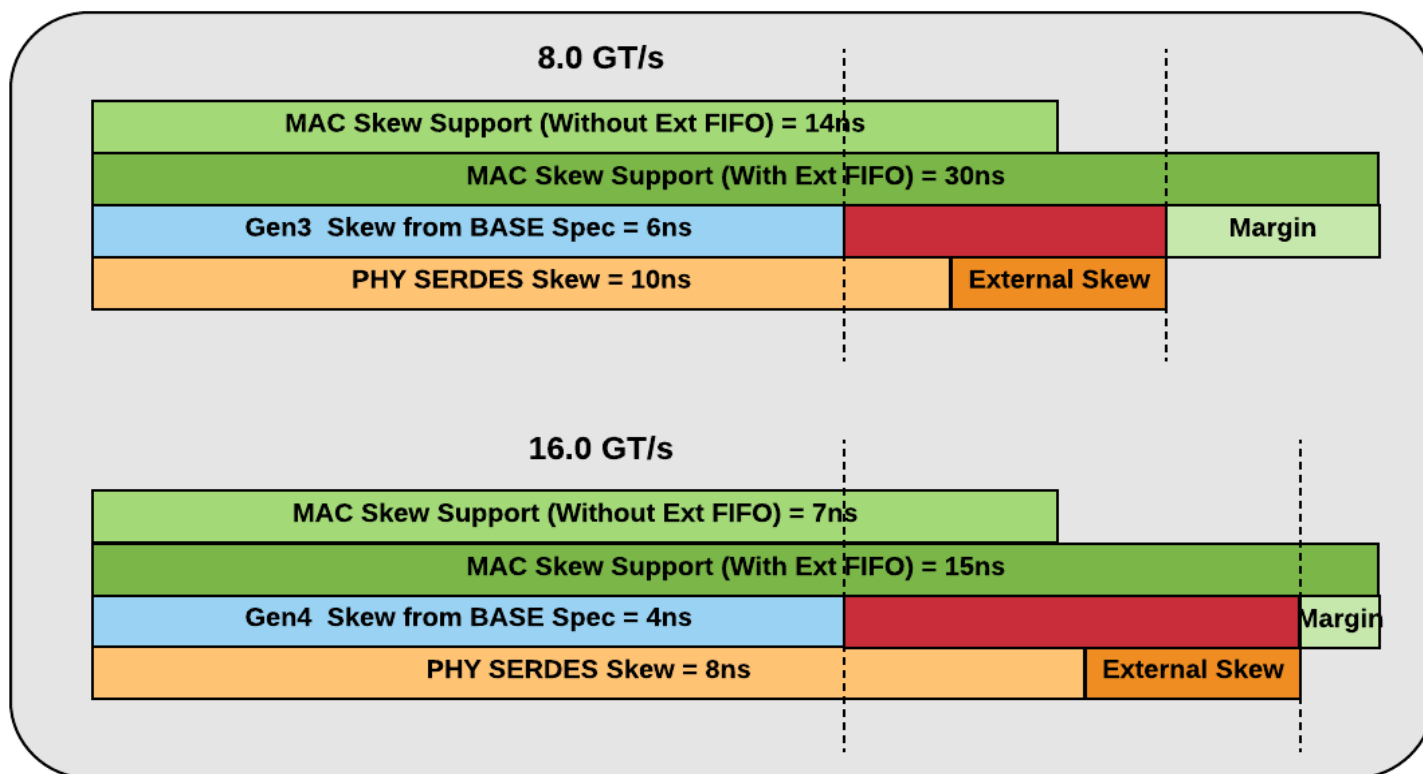 8.0 GT/s
MAC Skew Support (Without Ext FIFO) = 14ns
MAC Skew Support (With Ext FIFO) = 30ns
Gen3  Skew from BASE Spec = 6ns
Margin
PHY SERDES Skew = 10ns
External Skew
16.0 GT/s
MAC Skew Support (Without Ext FIFO) = 7ns
MAC Skew Support (With Ext FIFO) = 15ns
Gen4  Skew from BASE Spec = 4ns
Margin
PHY SERDES Skew = 8ns
External Skew